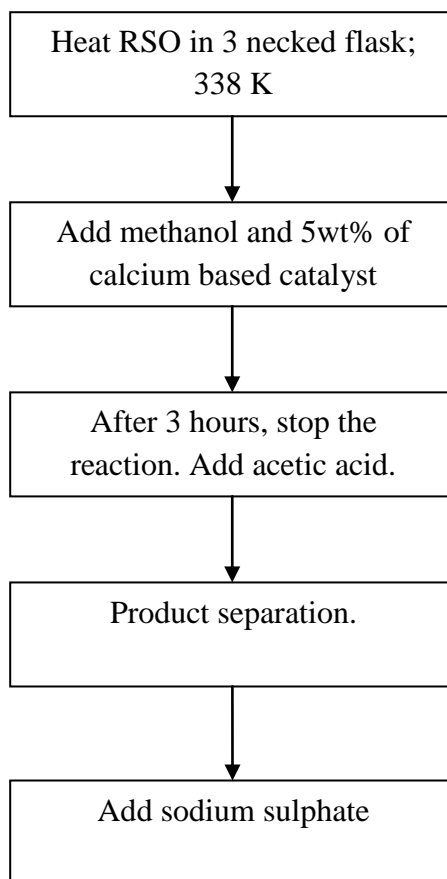 Heat RSO in 3 necked flask;
338 K
Add methanol and 5wt% of
calcium based catalyst
After 3 hours, stop the
reaction. Add acetic acid.
Product separation.
Add sodium sulphate